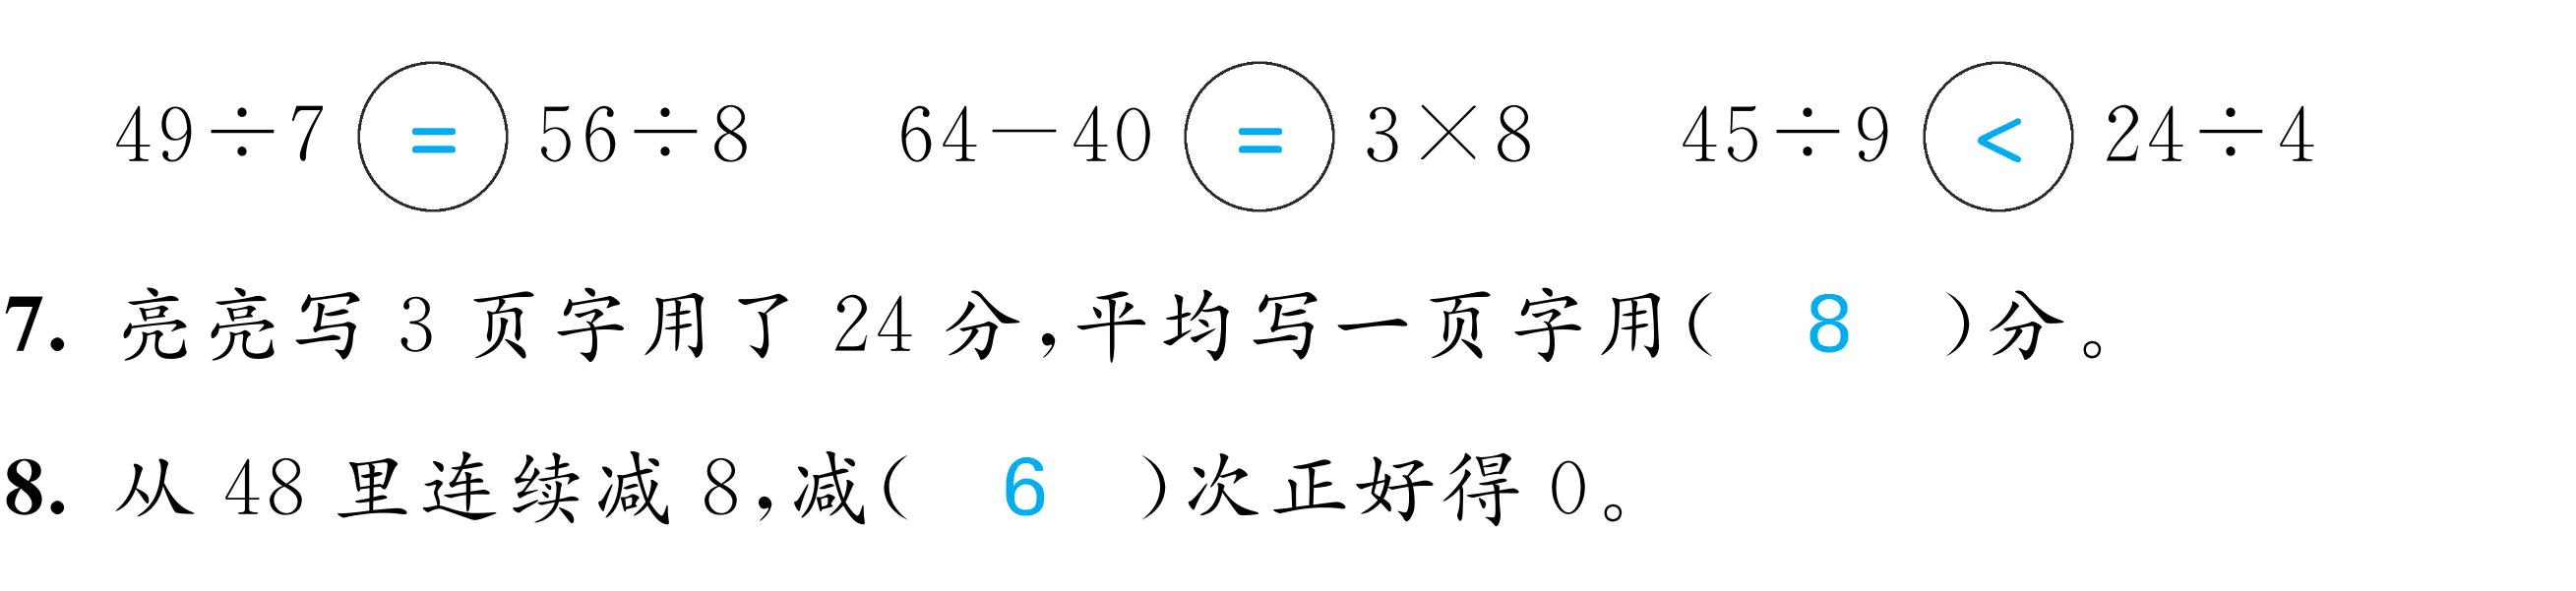 49÷7 = 56÷8 64－40 = 3×8 45÷9 < 24÷4
7. 亮亮写 3 页字用了 24 分,平均写一页字用( 8 )分。
8. 从 48 里连续减 8,减( 6 )次正好得 0。